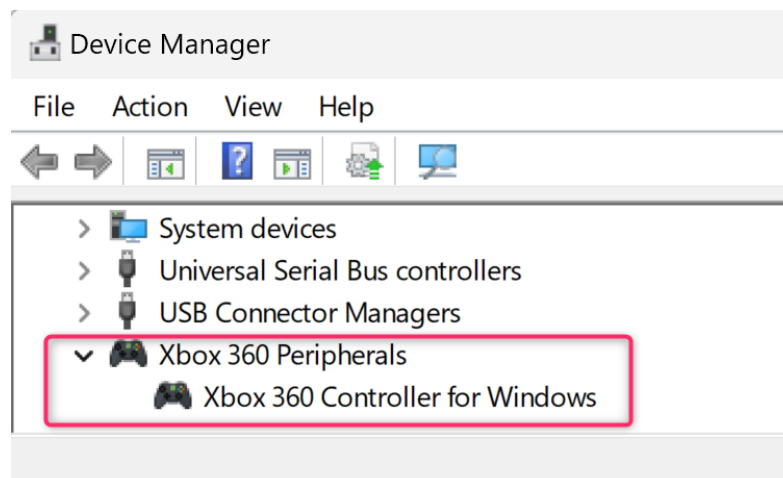 Device Manager
File Action View Help
System devices
Universal Serial Bus controllers
USB Connector Managers
Xbox 360 Peripherals
Xbox 360 Controller for Windows